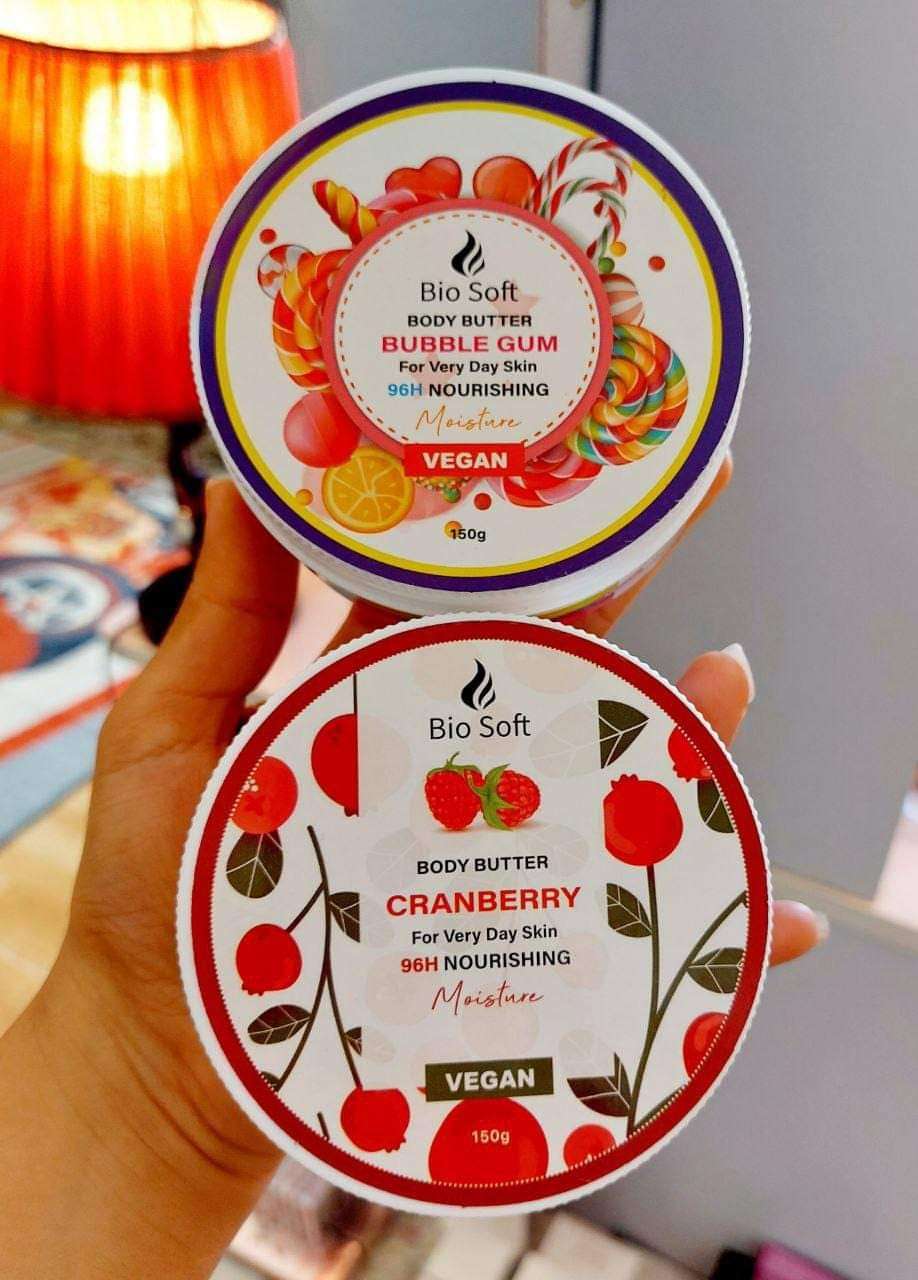 Bio Soft
BODY BUTTER
BUBBLE GUM
For Very Day Skin
96H NOURISHING
Moisture
VEGAN
150g
Bio Soft
BODY BUTTER
CRANBERRY
For Very Day Skin
96H NOURISHING
Moisture
VEGAN
150g